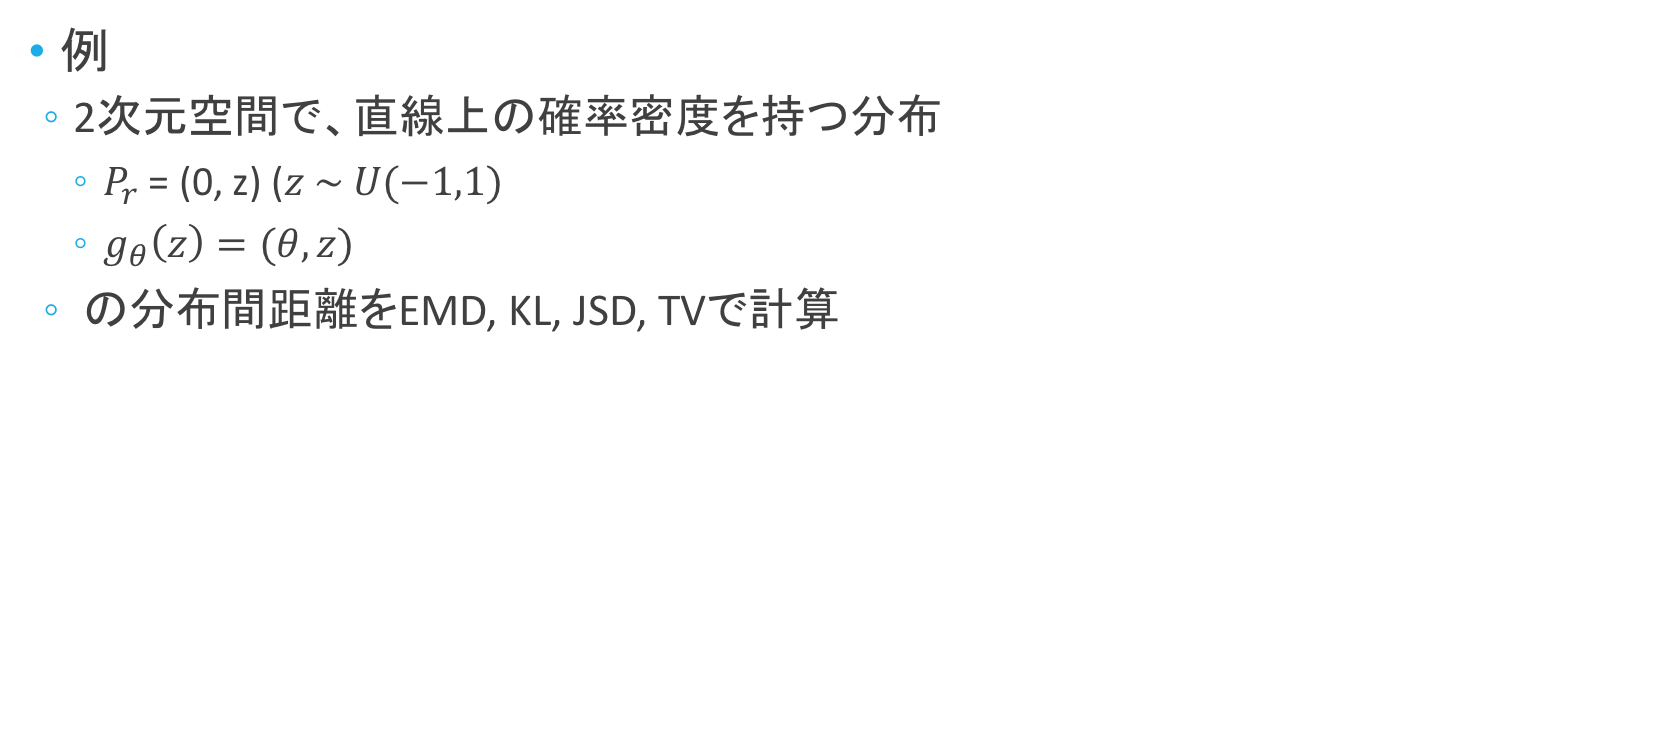 • 例
◦ 2次元空間で、直線上の確率密度を持つ分布
◦ P_r = (0, z) (z ~ U(−1,1)
◦ g_θ(z) = (θ, z)
◦ の分布間距離をEMD, KL, JSD, TVで計算